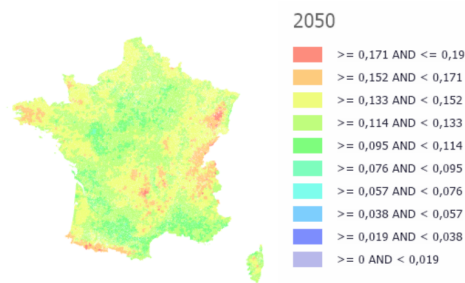 2050
>= 0,171 AND <= 0,19
>= 0,152 AND < 0,171
>= 0,133 AND < 0,152
>= 0,114 AND < 0,133
>= 0,095 AND < 0,114
>= 0,076 AND < 0,095
>= 0,057 AND < 0,076
>= 0,038 AND < 0,057
>= 0,019 AND < 0,038
>= 0 AND < 0,019